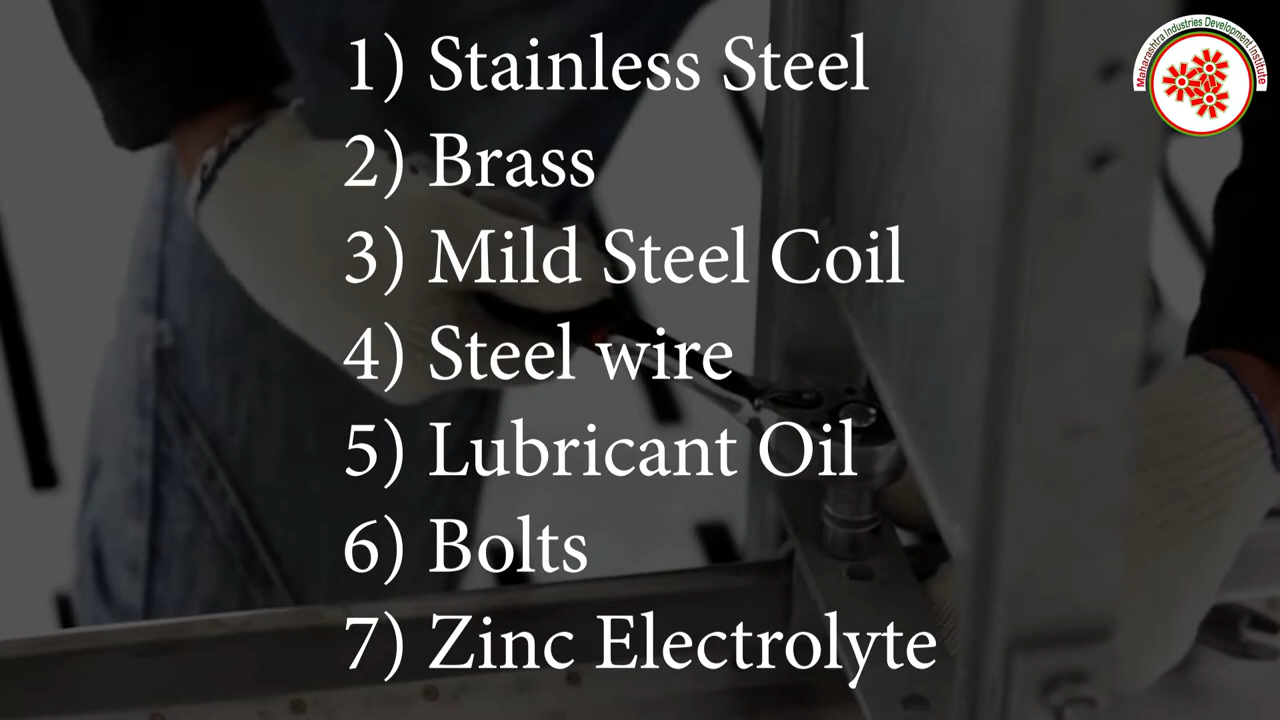 1) Stainless Steel
2) Brass
3) Mild Steel Coil
4) Steel wire
5) Lubricant Oil
6) Bolts
7) Zinc Electrolyte
Maharashtra Industries Development Institute